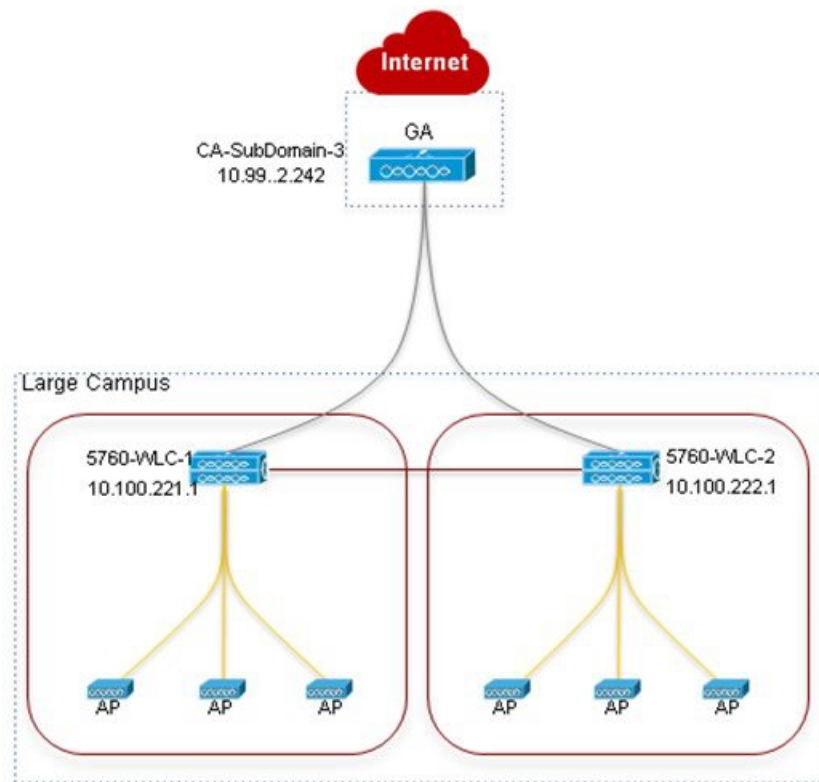 Internet
GA
CA-SubDomain-3
10.99..2.242
Large Campus
5760-WLC-1
10.100.221.1
5760-WLC-2
10.100.222.1
AP
AP
AP
AP
AP
AP